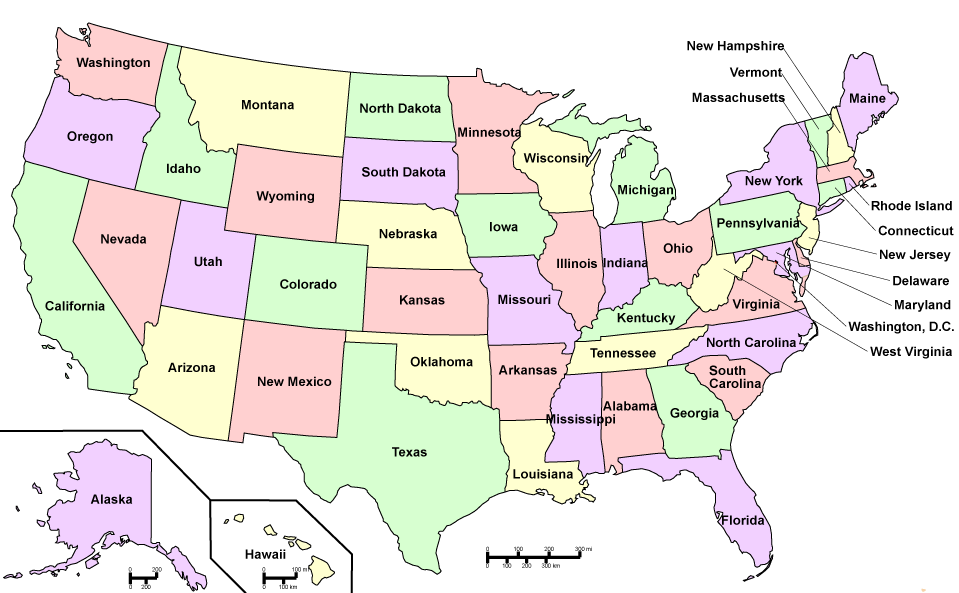 New Hampshire
Vermont
Massachusetts
Washington
Montana
North Dakota
Minnesota
Maine
Oregon
Idaho
Wyoming
South Dakota
Wisconsin
Michigan
New York
Rhode Island
Connecticut
New Jersey
Delaware
Maryland
Washington, D.C.
West Virginia
Nevada
Utah
Colorado
Nebraska
Iowa
Illinois
Indiana
Ohio
Pennsylvania
California
Kansas
Missouri
Kentucky
Virginia
Arizona
New Mexico
Oklahoma
Arkansas
Tennessee
North Carolina
South
Carolina
Texas
Louisiana
Mississippi
Alabama
Georgia
Florida
Alaska
0 200
0 200
Hawaii
0 100 mi
0 100 km
0 100 200 300 mi
0 100 200 300 km